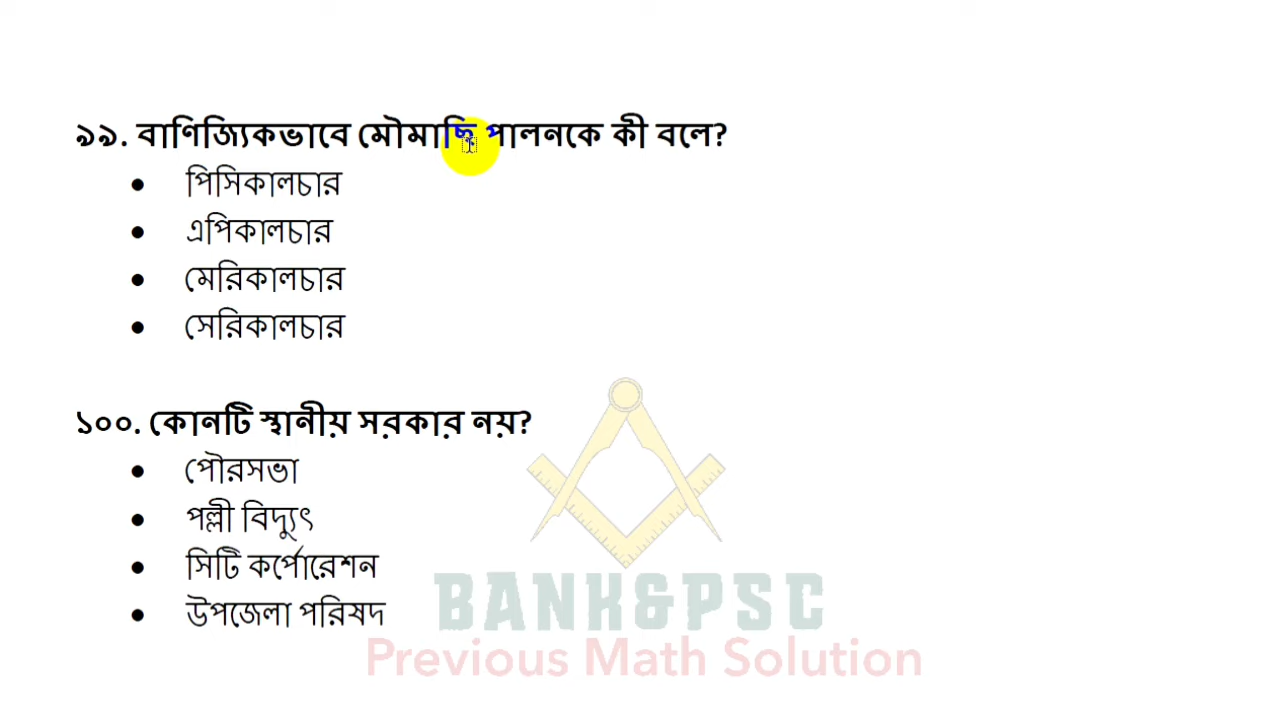 ৯৯. বাণিজ্যিকভাবে মৌমাছি পালনকে কী বলে?
• পিসিকালচার
• এপিকালচার
• মেরিকালচার
• সেরিকালচার
১০০. কোনটি স্থানীয় সরকার নয়?
• পৌরসভা
• পল্লী বিদ্যুৎ
• সিটি কর্পোরেশন
• উপজেলা পরিষদ
BANK&PSC
Previous Math Solution